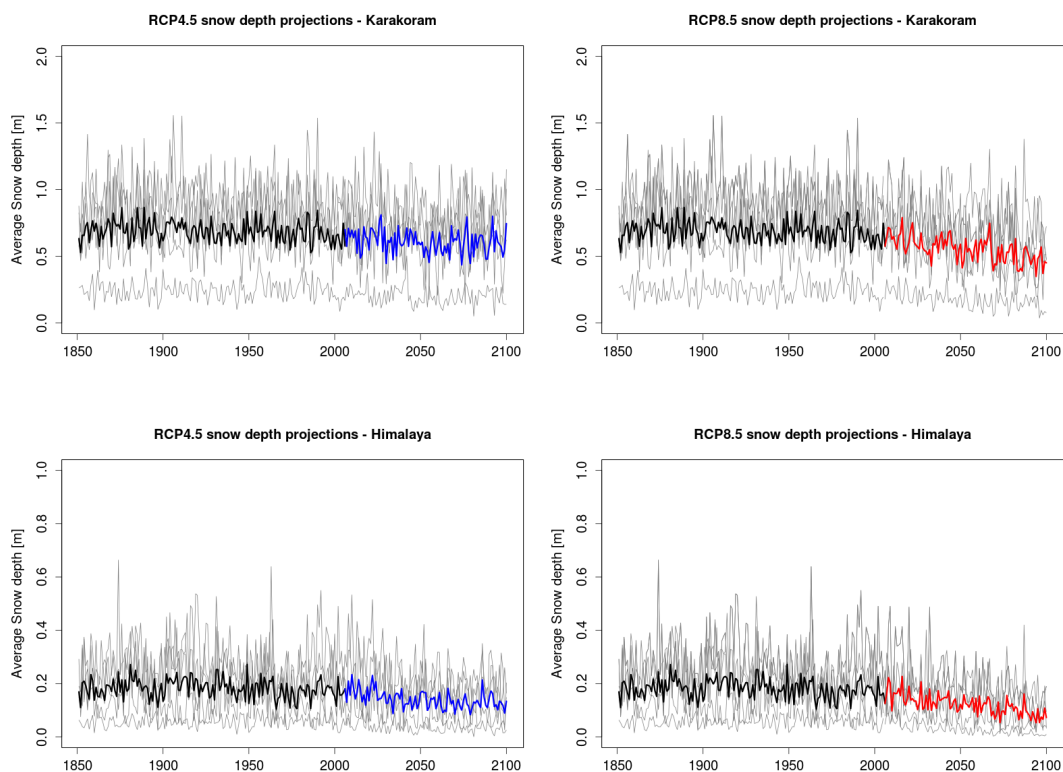 RCP4.5 snow depth projections - Karakoram
Average Snow depth [m]
2.0
1.5
1.0
0.5
0.0
1850 1900 1950 2000 2050 2100
RCP8.5 snow depth projections - Karakoram
Average Snow depth [m]
2.0
1.5
1.0
0.5
0.0
1850 1900 1950 2000 2050 2100
RCP4.5 snow depth projections - Himalaya
Average Snow depth [m]
1.0
0.8
0.6
0.4
0.2
0.0
1850 1900 1950 2000 2050 2100
RCP8.5 snow depth projections - Himalaya
Average Snow depth [m]
1.0
0.8
0.6
0.4
0.2
0.0
1850 1900 1950 2000 2050 2100